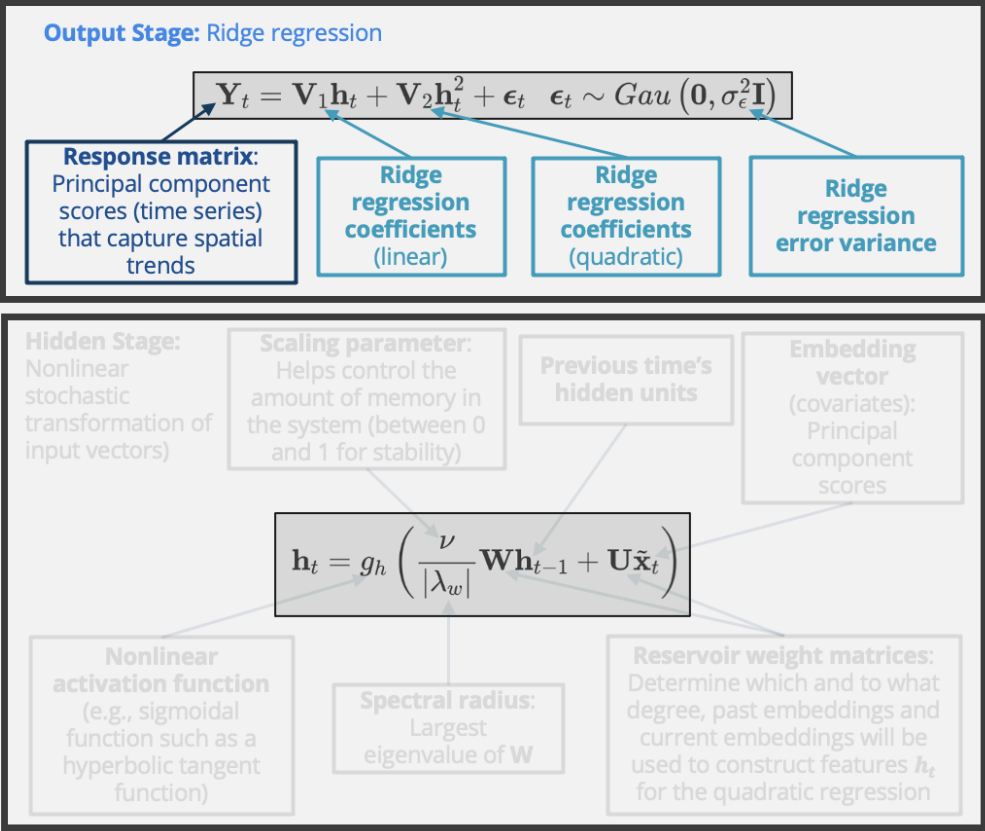 Output Stage: Ridge regression
Y_t = V_1 h_t + V_2 h_t^2 + ϵ_t   ϵ_t ∼ Gau (0, σ_ϵ^2 I)
Response matrix:
Principal component
scores (time series)
that capture spatial
trends
Ridge
regression
coefficients
(linear)
Ridge
regression
coefficients
(quadratic)
Ridge
regression
error variance
Hidden Stage:
Nonlinear
stochastic
transformation of
input vectors)
Scaling parameter:
Helps control the
amount of memory in
the system (between 0
and 1 for stability)
Previous time’s
hidden units
Embedding
vector
(covariates):
Principal
component
scores
h_t = g_h ( ν / |λ_w| W h_{t−1} + U x̃_t )
Nonlinear
activation function
(e.g., sigmoidal
function such as a
hyperbolic tangent
function)
Spectral radius:
Largest
eigenvalue of W
Reservoir weight matrices:
Determine which and to what
degree, past embeddings and
current embeddings will be
used to construct features h_t
for the quadratic regression